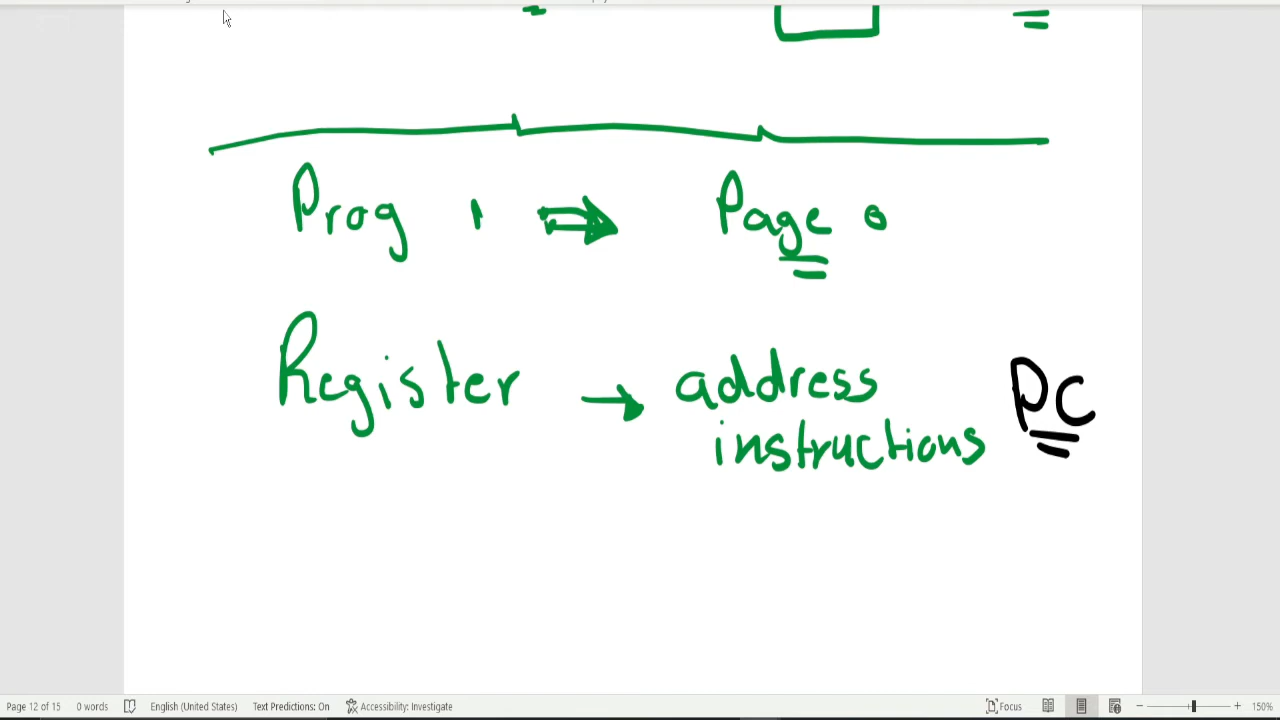 Prog 1 ⇒ Page 0
Register → address instructions PC
Page 12 of 15 0 words English (United States) Text Predictions: On Accessibility: Investigate Focus 150%